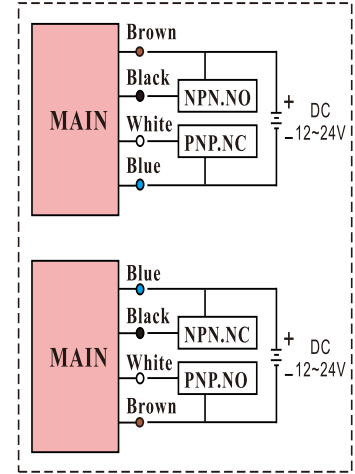 Brown
Black
NPN.NO
+
DC
MAIN
White
−12~24V
PNP.NC
Blue
Blue
Black
NPN.NC
+
DC
MAIN
White
−12~24V
PNP.NO
Brown